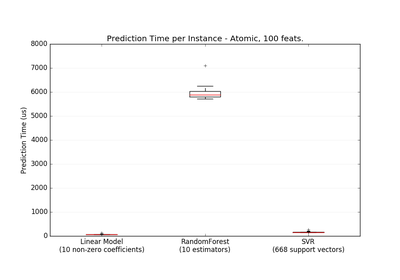 Prediction Time per Instance - Atomic, 100 feats.
8000
7000
6000
5000
4000
3000
2000
1000
0
Prediction Time (us)
Linear Model
(10 non-zero coefficients)
RandomForest
(10 estimators)
SVR
(668 support vectors)